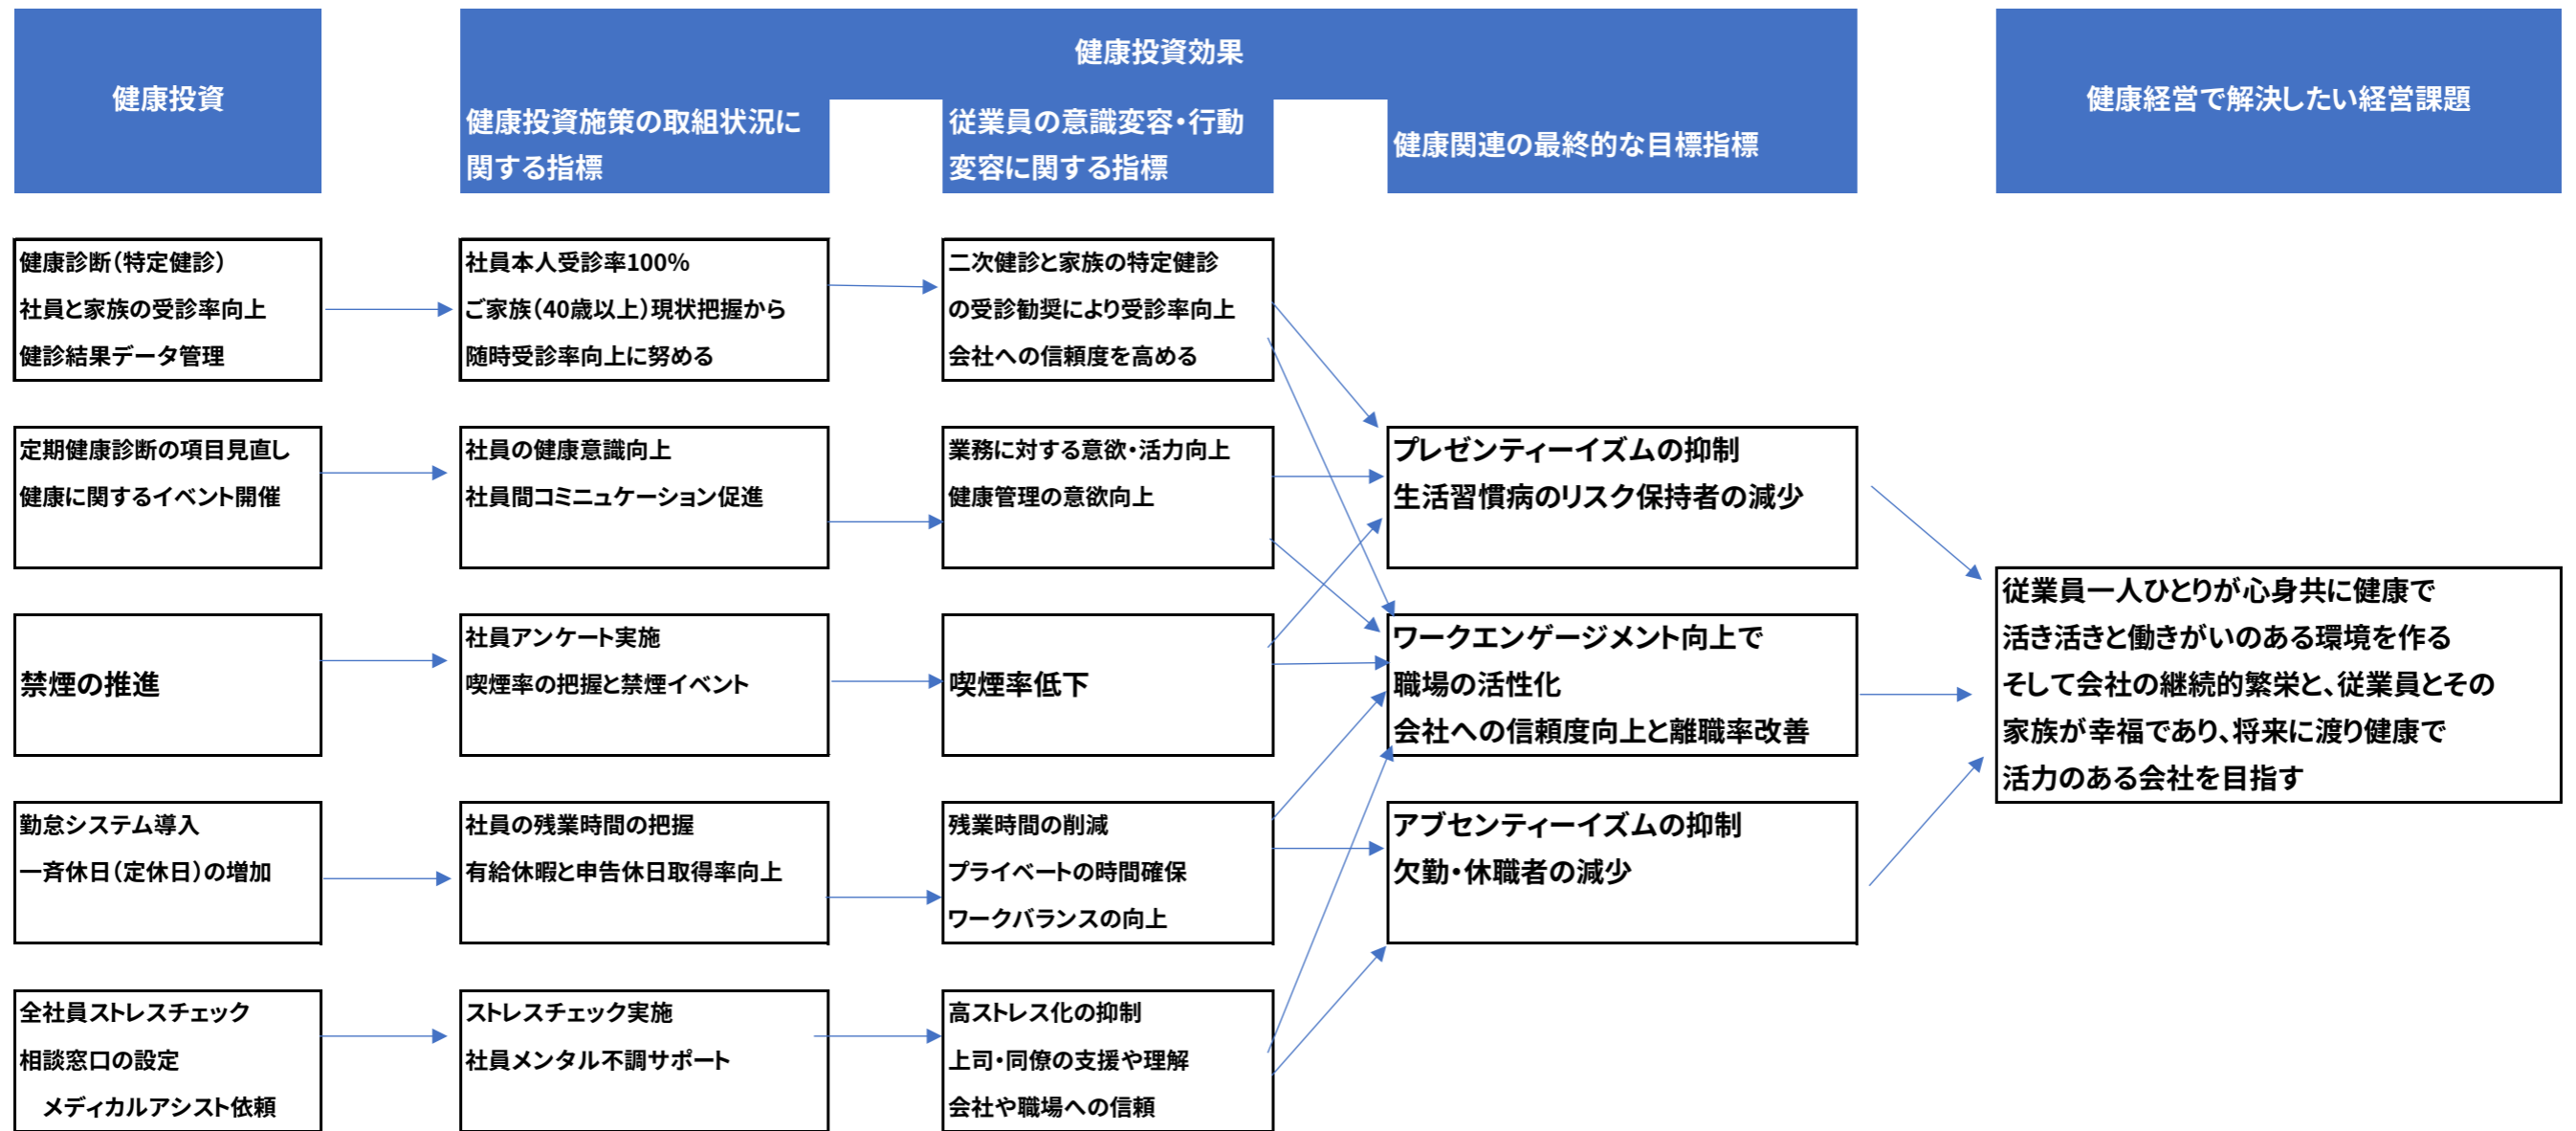 健康投資
健康投資効果
健康投資施策の取組状況に
関する指標
従業員の意識変容・行動
変容に関する指標
健康関連の最終的な目標指標
健康経営で解決したい経営課題
健康診断(特定健診)
社員と家族の受診率向上
健診結果データ管理
社員本人受診率100%
ご家族(40歳以上)現状把握から
随時受診率向上に努める
二次健診と家族の特定健診
の受診勧奨により受診率向上
会社への信頼度を高める
定期健康診断の項目見直し
健康に関するイベント開催
社員の健康意識向上
社員間コミニュケーション促進
業務に対する意欲・活力向上
健康管理の意欲向上
プレゼンティーイズムの抑制
生活習慣病のリスク保持者の減少
禁煙の推進
社員アンケート実施
喫煙率の把握と禁煙イベント
喫煙率低下
ワークエンゲージメント向上で
職場の活性化
会社への信頼度向上と離職率改善
従業員一人ひとりが心身共に健康で
活き活きと働きがいのある環境を作る
そして会社の継続的繁栄と、従業員とその
家族が幸福であり、将来に渡り健康で
活力のある会社を目指す
勤怠システム導入
一斉休日(定休日)の増加
社員の残業時間の把握
有給休暇と申告休日取得率向上
残業時間の削減
プライベートの時間確保
ワークバランスの向上
アブセンティーイズムの抑制
欠勤・休職者の減少
全社員ストレスチェック
相談窓口の設定
メディカルアシスト依頼
ストレスチェック実施
社員メンタル不調サポート
高ストレス化の抑制
上司・同僚の支援や理解
会社や職場への信頼